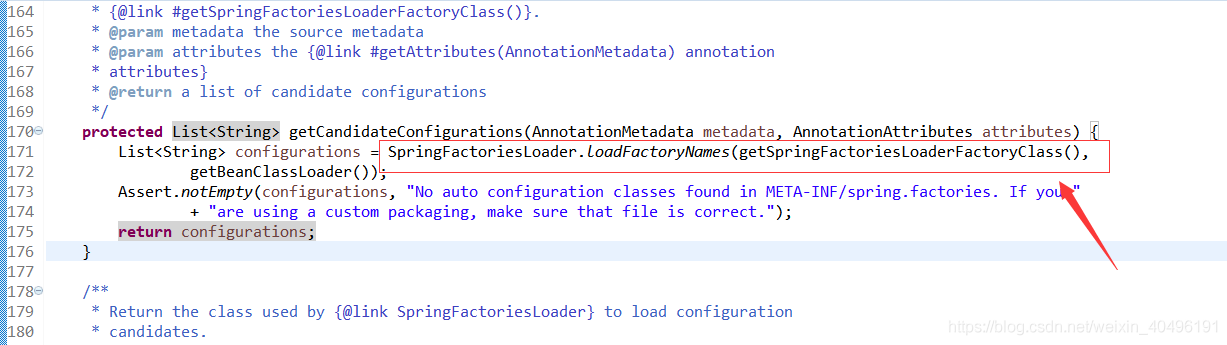 164 * {@link #getSpringFactoriesLoaderFactoryClass()}.
165 * @param metadata the source metadata
166 * @param attributes the {@link #getAttributes(AnnotationMetadata) annotation
167 * attributes}
168 * @return a list of candidate configurations
169 */
170 protected List<String> getCandidateConfigurations(AnnotationMetadata metadata, AnnotationAttributes attributes) {
171 List<String> configurations = SpringFactoriesLoader.loadFactoryNames(getSpringFactoriesLoaderFactoryClass(),
172 getBeanClassLoader());
173 Assert.notEmpty(configurations, "No auto configuration classes found in META-INF/spring.factories. If you "
174 + "are using a custom packaging, make sure that file is correct.");
175 return configurations;
176 }
177
178 /**
179 * Return the class used by {@link SpringFactoriesLoader} to load configuration
180 * candidates.
https://blog.csdn.net/weixin_40496191